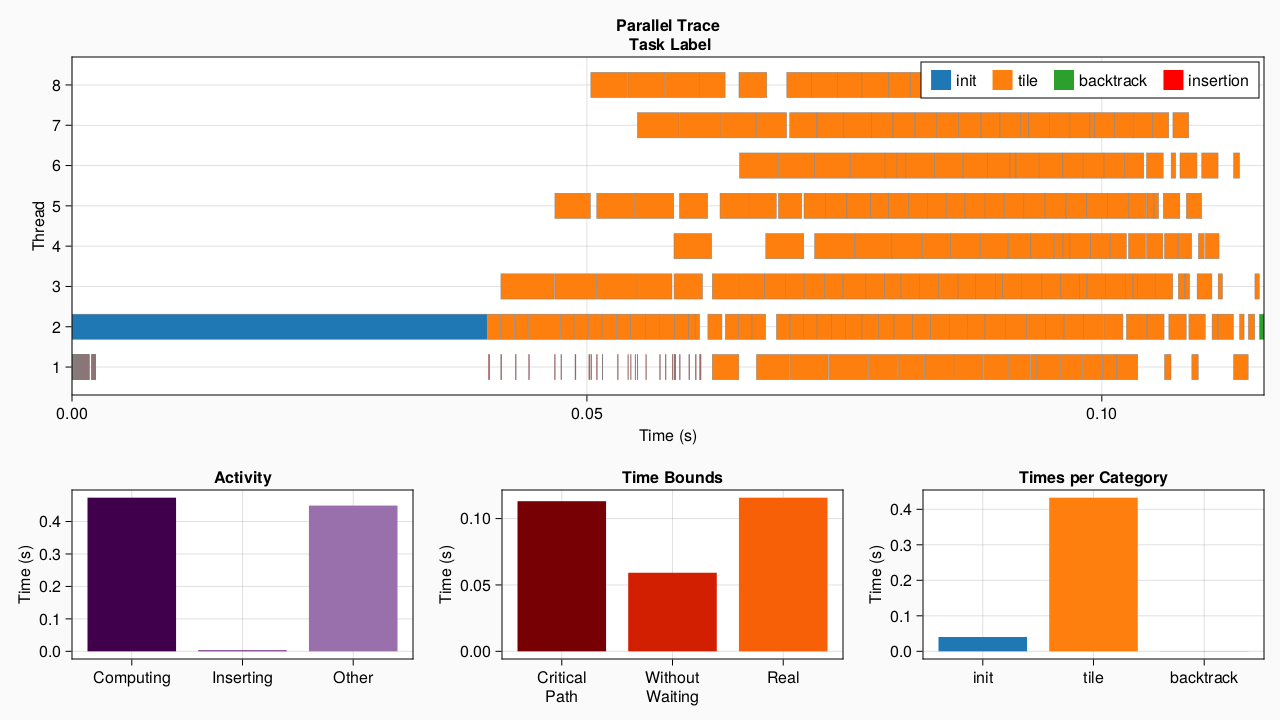 Parallel Trace
Task Label
init tile backtrack insertion
Thread
8
7
6
5
4
3
2
1
0.00 0.05 0.10
Time (s)
Activity
Time (s)
0.4
0.3
0.2
0.1
0.0
Computing Inserting Other
Time Bounds
Time (s)
0.10
0.05
0.00
Critical Path Without Waiting Real
Times per Category
Time (s)
0.4
0.3
0.2
0.1
0.0
init tile backtrack